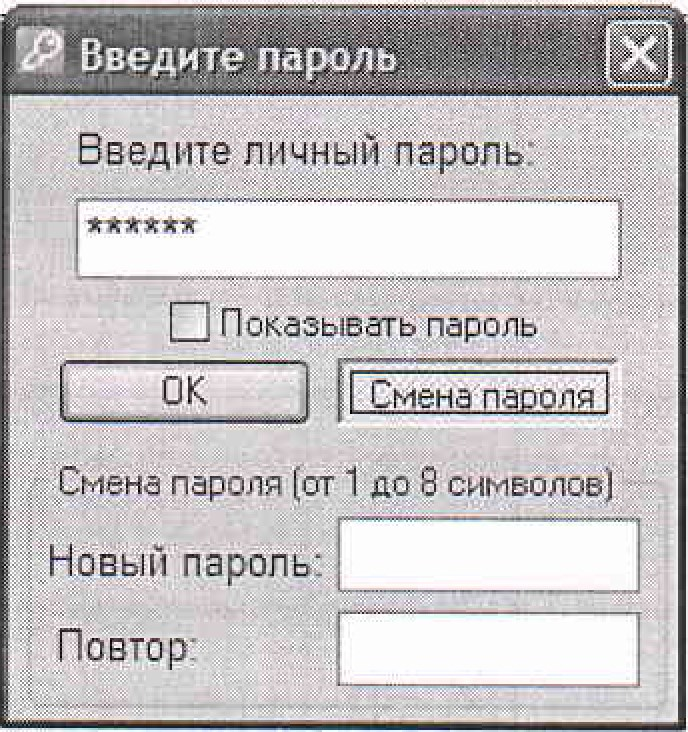 Введите пароль
Введите личный пароль:
******
Показывать пароль
OK
Смена пароля
Смена пароля (от 1 до 8 символов)
Новый пароль:
Повтор: